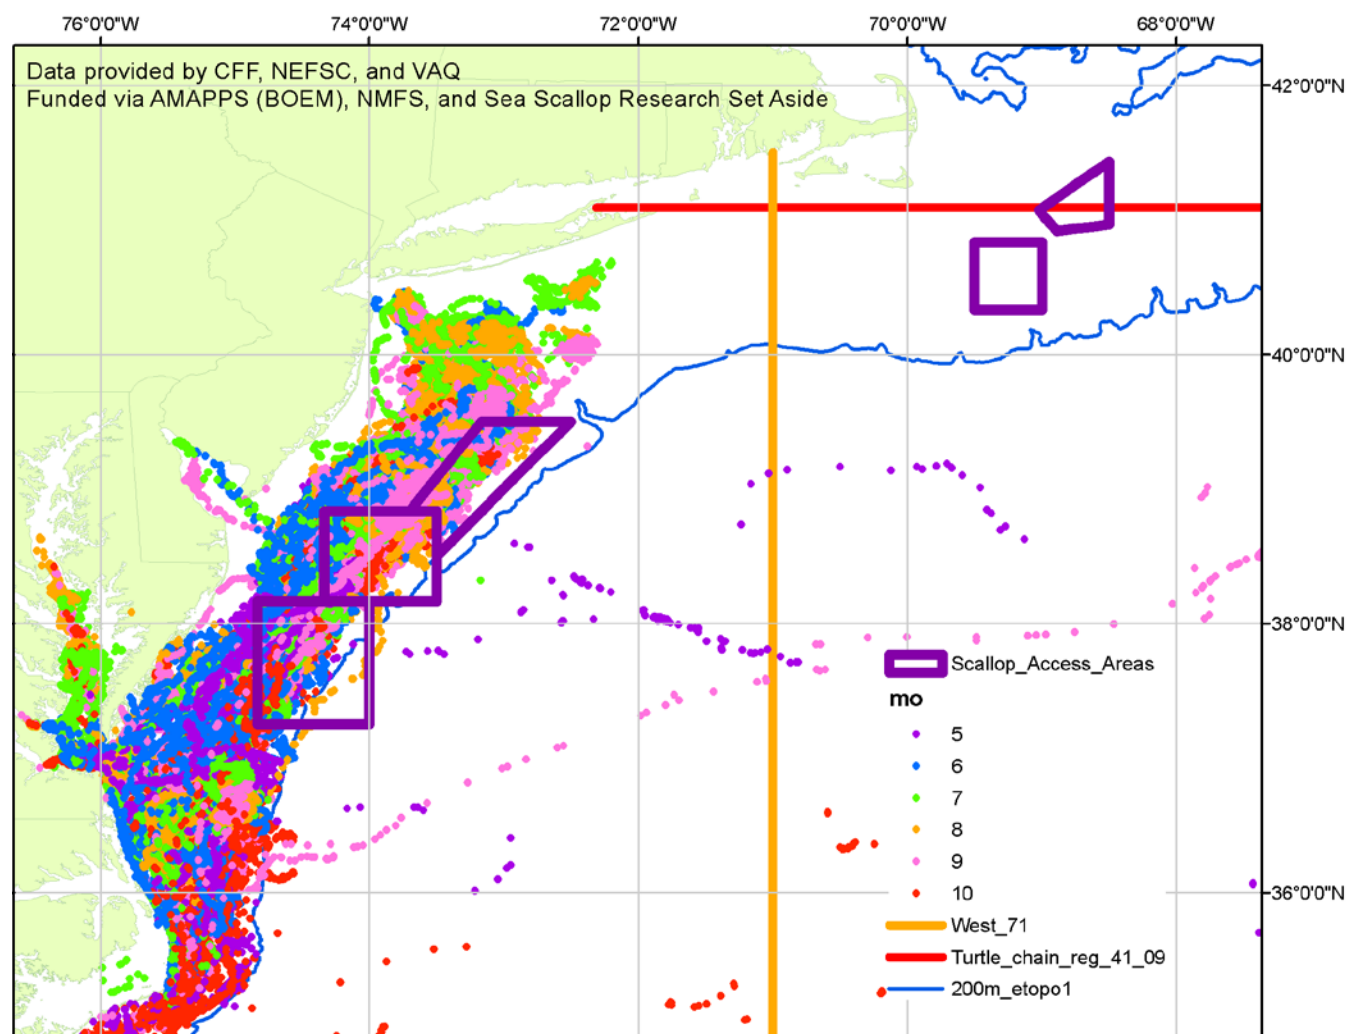 76°0'0"W 74°0'0"W 72°0'0"W 70°0'0"W 68°0'0"W
Data provided by CFF, NEFSC, and VAQ
Funded via AMAPPS (BOEM), NMFS, and Sea Scallop Research Set Aside
42°0'0"N
40°0'0"N
38°0'0"N
Scallop_Access_Areas
mo
5
6
7
8
9
10
36°0'0"N
West_71
Turtle_chain_reg_41_09
200m_etopo1